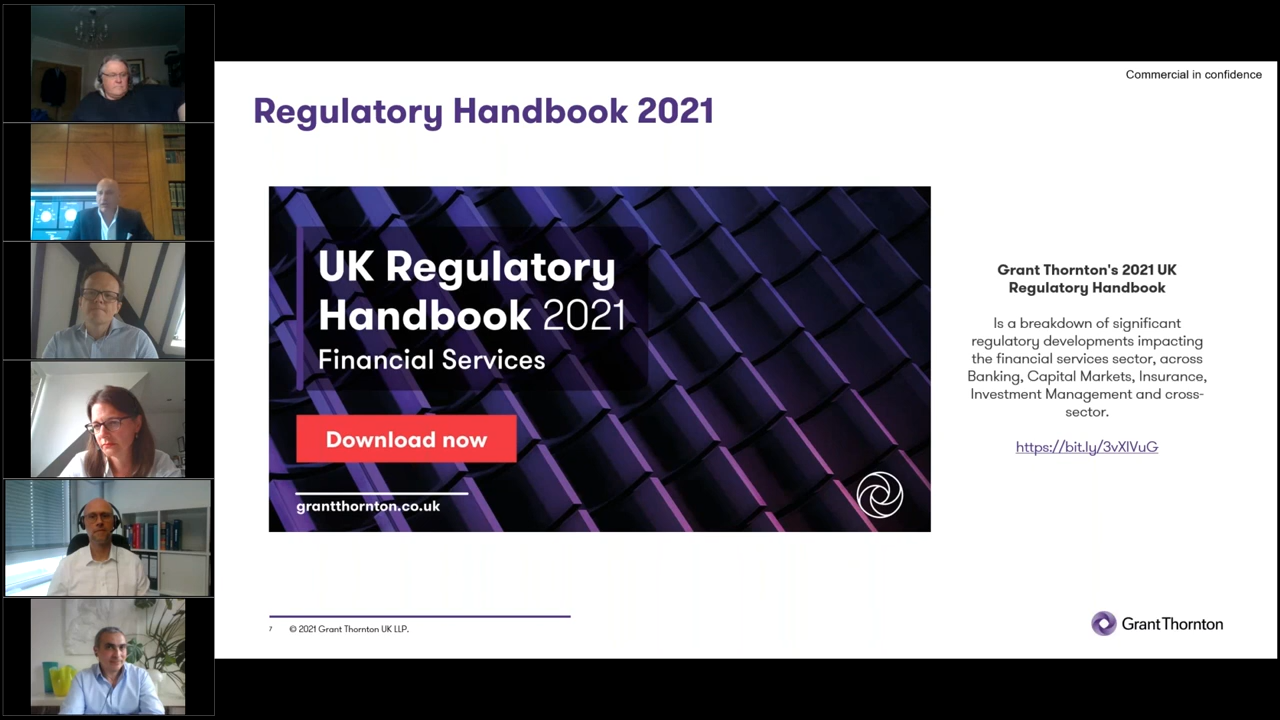 Commercial in confidence
Regulatory Handbook 2021
UK Regulatory
Handbook 2021
Financial Services
Download now
grantthornton.co.uk
Grant Thornton's 2021 UK
Regulatory Handbook
Is a breakdown of significant
regulatory developments impacting
the financial services sector, across
Banking, Capital Markets, Insurance,
Investment Management and cross-
sector.
https://bit.ly/3vXlVuG
7 © 2021 Grant Thornton UK LLP.
Grant Thornton